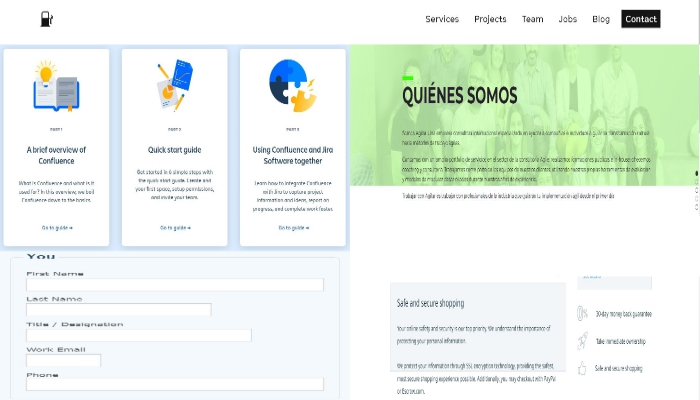 Services Projects Team Jobs Blog Contact
PART 1
A brief overview of
Confluence
What is Confluence and what is it
used for? In this overview, we boil
Confluence down to the basics.
Go to guide
PART 2
Quick start guide
Get started in 6 simple steps with
the quick start guide. Create and
your first space, setup permissions,
and invite your team.
Go to guide
PART 3
Using Confluence and Jira
Software together
Learn how to integrate Confluence
with Jira to capture project
information and ideas, report on
progress, and complete work faster.
Go to guide
QUIÉNES SOMOS
You
First Name
Last Name
Title / Designation
Work Email
Phone
Safe and secure shopping
Your online safety and security is our top priority. We understand the importance of
protecting your personal information.
We protect your information through SSL encryption technology, providing the safest,
most secure shopping experience possible. Additionally, you may checkout with PayPal
or Escrow.com.
30-day money back guarantee
Take immediate ownership
Safe and secure shopping